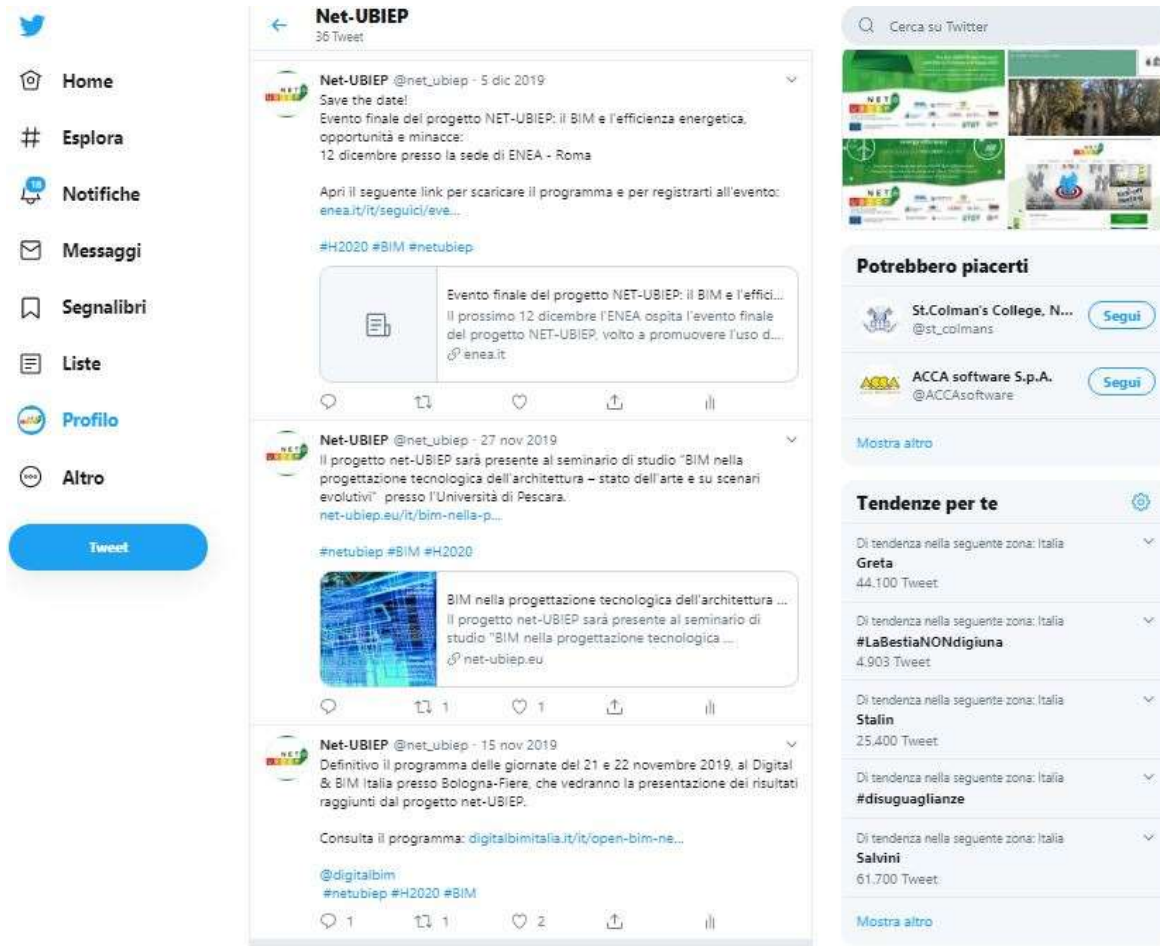 Home
Esplora
18
Notifiche
Messaggi
Segnalibri
Liste
Profilo
Altro
Tweet
Net-UBIEP
36 Tweet
Net-UBIEP @net_ubiep · 5 dic 2019
Save the date!
Evento finale del progetto NET-UBIEP: il BIM e l'efficienza energetica,
opportunità e minacce:
12 dicembre presso la sede di ENEA - Roma
Apri il seguente link per scaricare il programma e per registrarti all'evento:
enea.it/it/seguici/eve...
#H2020 #BIM #netubiep
Evento finale del progetto NET-UBIEP: il BIM e l'effici...
Il prossimo 12 dicembre l'ENEA ospita l'evento finale
del progetto NET-UBIEP, volto a promuovere l'uso d...
enea.it
Net-UBIEP @net_ubiep · 27 nov 2019
Il progetto net-UBIEP sarà presente al seminario di studio "BIM nella
progettazione tecnologica dell'architettura – stato dell'arte e su scenari
evolutivi" presso l'Università di Pescara.
net-ubiep.eu/it/bim-nella-p...
#netubiep #BIM #H2020
BIM nella progettazione tecnologica dell'architettura ...
Il progetto net-UBIEP sarà presente al seminario di
studio "BIM nella progettazione tecnologica ...
net-ubiep.eu
1 1
Net-UBIEP @net_ubiep · 15 nov 2019
Definitivo il programma delle giornate del 21 e 22 novembre 2019, al Digital
& BIM Italia presso Bologna-Fiere, che vedranno la presentazione dei risultati
raggiunti dal progetto net-UBIEP.
Consulta il programma: digitalbimitalia.it/it/open-bim-ne...
@digitalbim
#netubiep #H2020 #BIM
1 1 2
Cerca su Twitter
NET
UBIEP
energy efficiency
NET
UBIEP
kick-off
meeting
Potrebbero piacerti
St.Colman's College, N...
@st_colmans
Segui
ACCA software S.p.A.
@ACCAsoftware
Segui
Mostra altro
Tendenze per te
Di tendenza nella seguente zona: Italia
Greta
44.100 Tweet
Di tendenza nella seguente zona: Italia
#LaBestiaNONdigiuna
4.903 Tweet
Di tendenza nella seguente zona: Italia
Stalin
25.400 Tweet
Di tendenza nella seguente zona: Italia
#disuguaglianze
Di tendenza nella seguente zona: Italia
Salvini
61.700 Tweet
Mostra altro